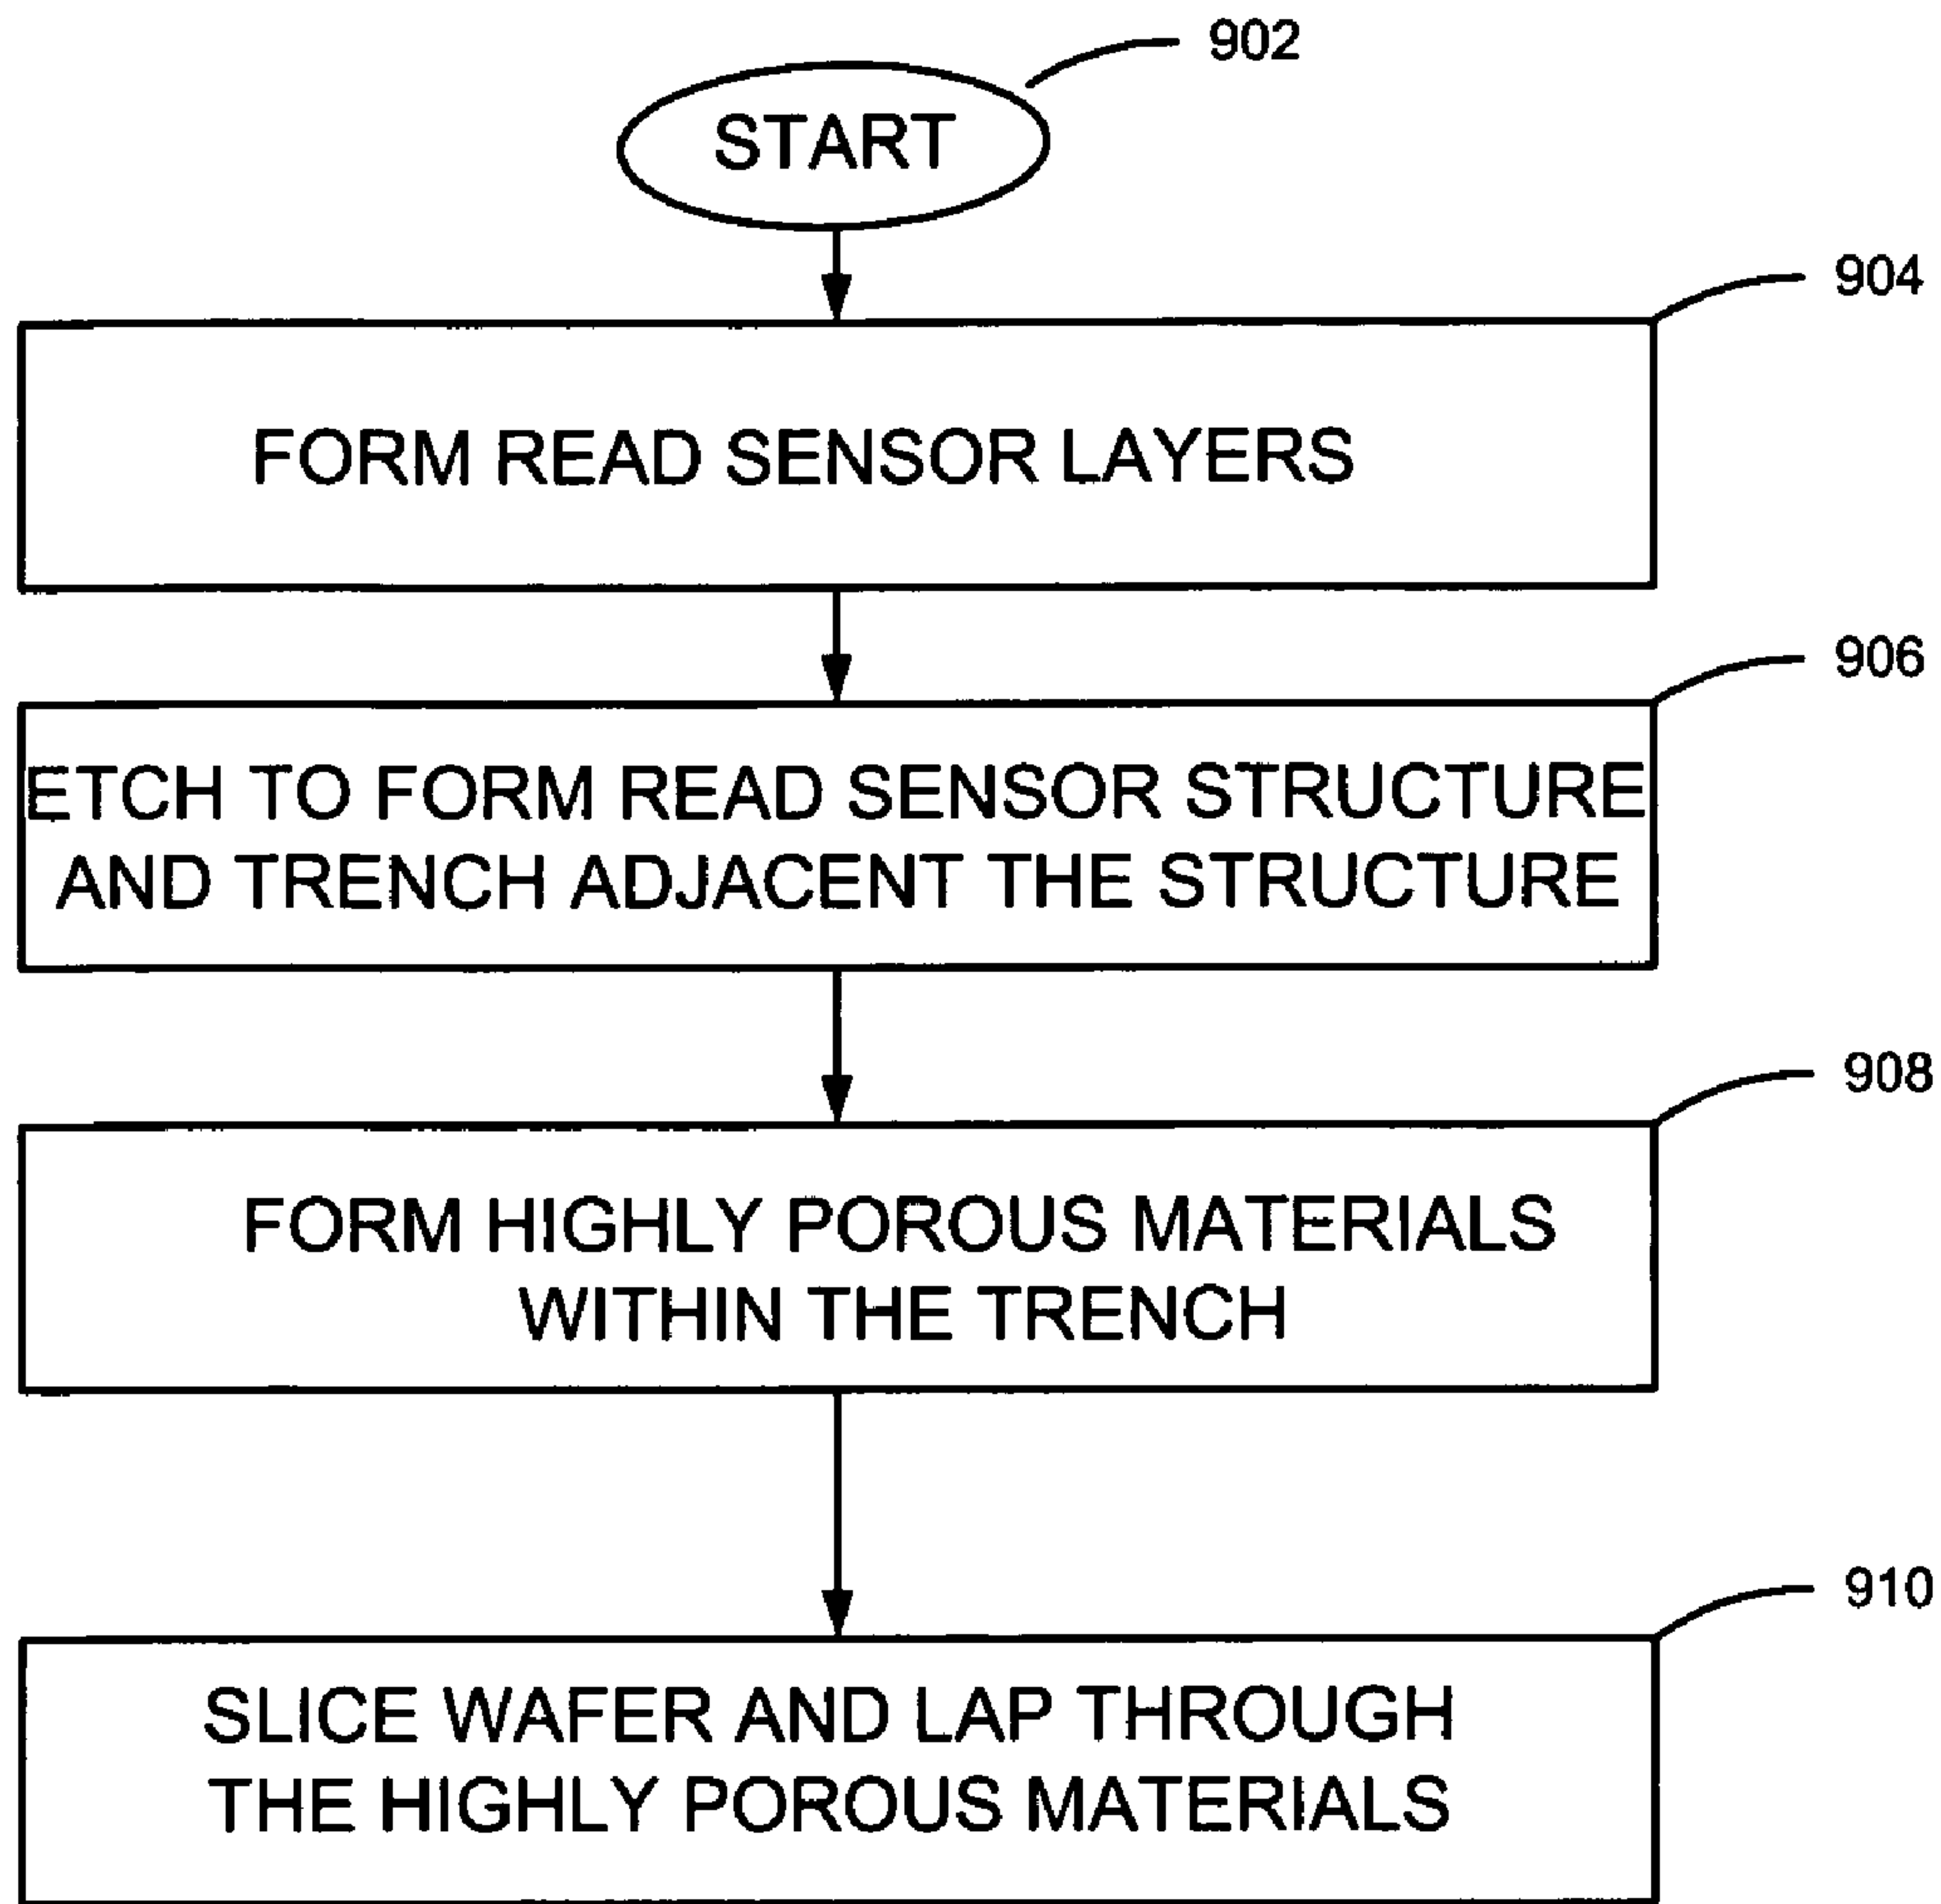 902
START
904
FORM READ SENSOR LAYERS
906
ETCH TO FORM READ SENSOR STRUCTURE
AND TRENCH ADJACENT THE STRUCTURE
908
FORM HIGHLY POROUS MATERIALS
WITHIN THE TRENCH
910
SLICE WAFER AND LAP THROUGH
THE HIGHLY POROUS MATERIALS